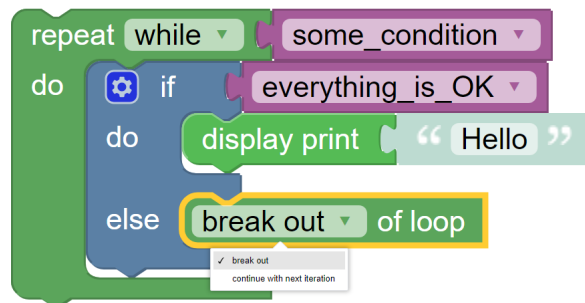 repeat while some_condition
do if everything_is_OK
do display print “ Hello ”
else break out of loop
✓ break out
continue with next iteration